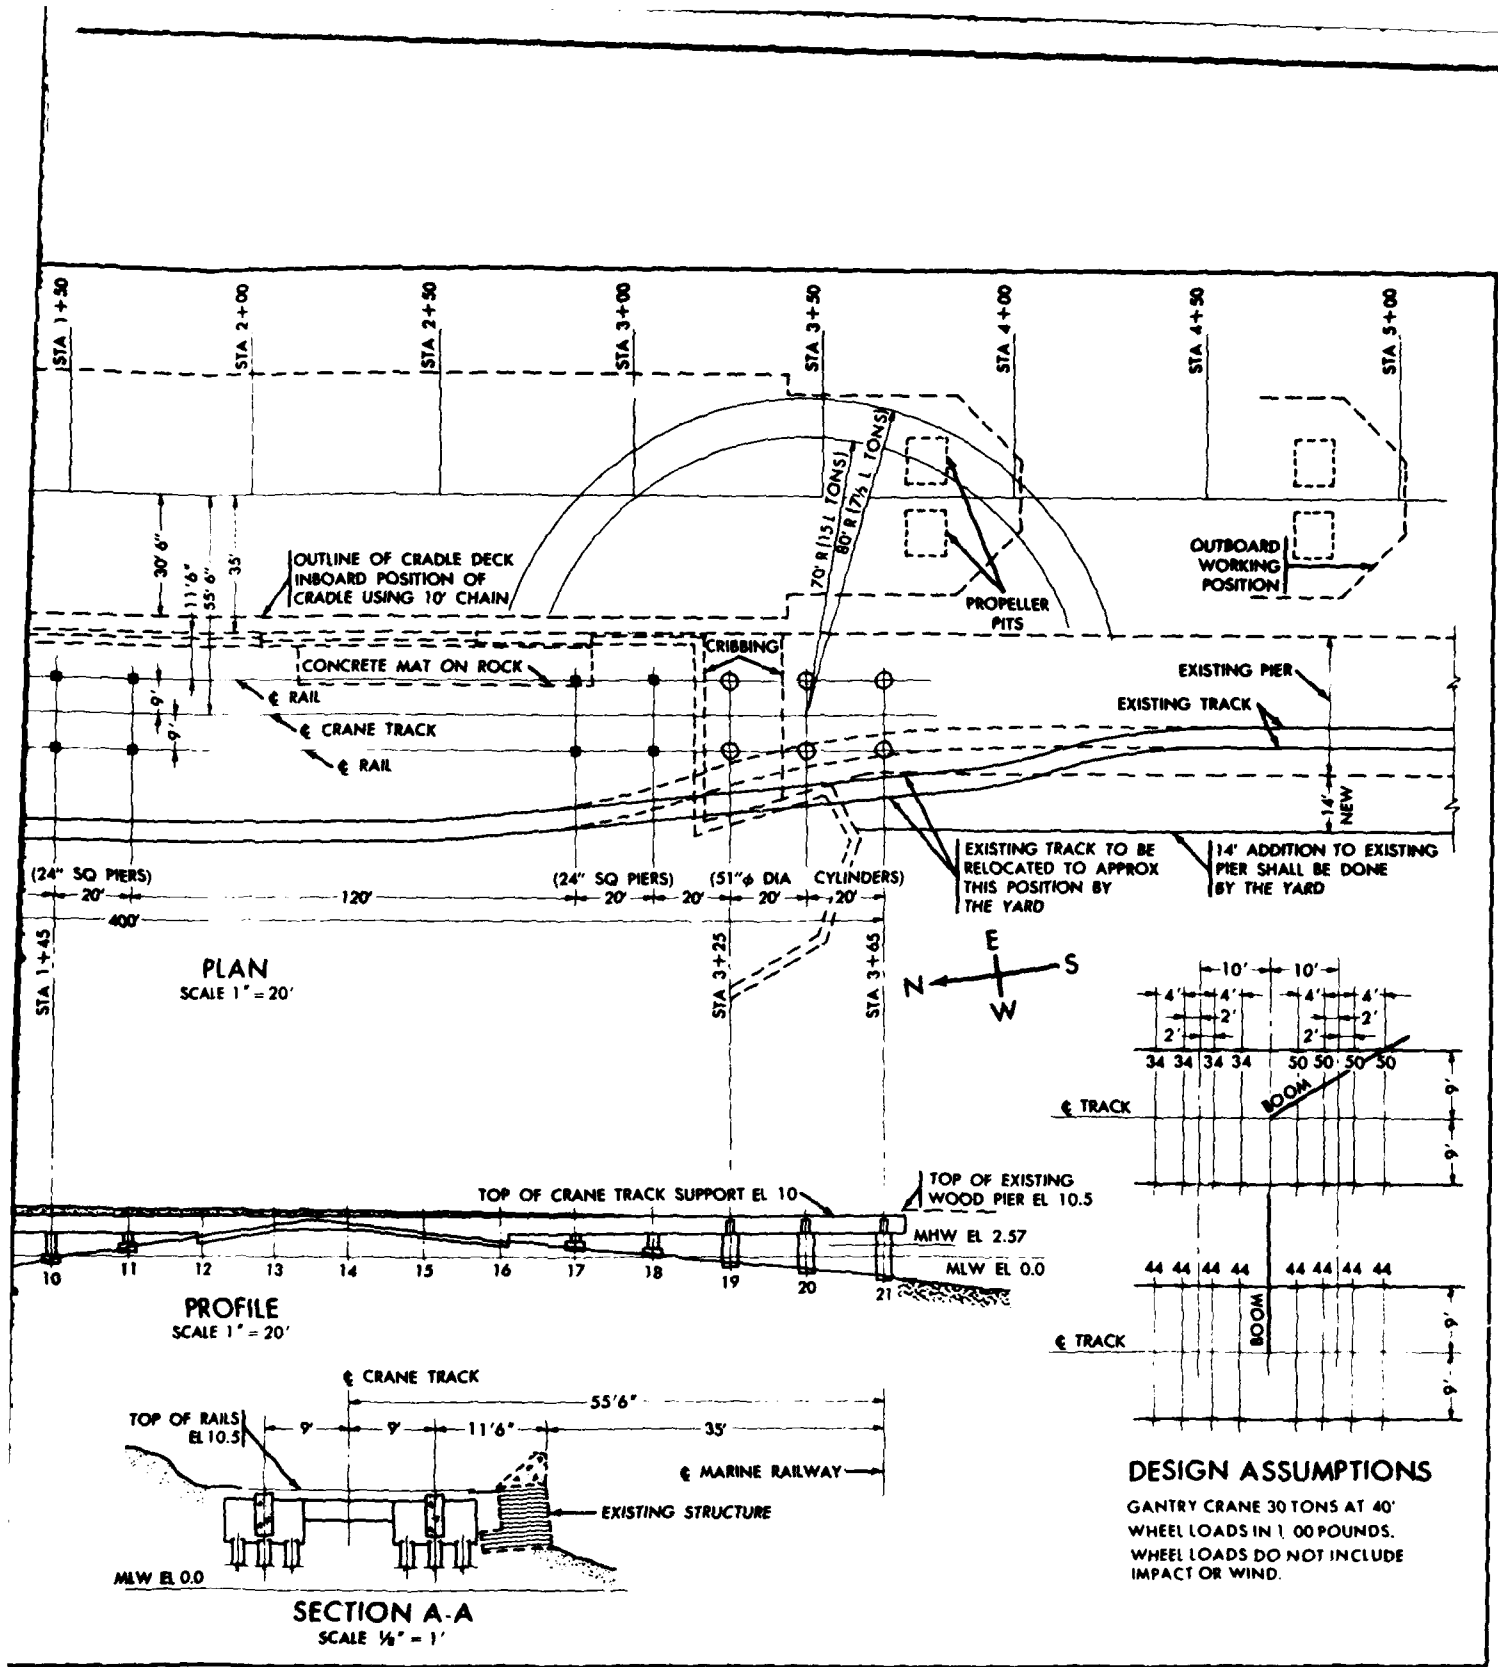 STA 1+50
STA 2+00
STA 2+50
STA 3+00
STA 3+50
STA 4+00
STA 4+50
STA 5+00
30' 6"
11'6"
55' 6"
35'
OUTLINE OF CRADLE DECK
INBOARD POSITION OF
CRADLE USING 10' CHAIN
70' R (15 L TONS)
80' R (7½ L TONS)
PROPELLER
PITS
OUTBOARD
WORKING
POSITION
CONCRETE MAT ON ROCK
CRIBBING
EXISTING PIER
EXISTING TRACK
9'
9'
℄ RAIL
℄ CRANE TRACK
℄ RAIL
14'
NEW
(24" SQ PIERS)
(24" SQ PIERS)
(51"ø DIA CYLINDERS)
20'
120'
20'
20'
20'
20'
400'
EXISTING TRACK TO BE
RELOCATED TO APPROX
THIS POSITION BY
THE YARD
14' ADDITION TO EXISTING
PIER SHALL BE DONE
BY THE YARD
STA 1+45
STA 3+25
STA 3+65
PLAN
SCALE 1" = 20'
E
N
S
W
10'
10'
4'
4'
4'
4'
2'
2'
2'
2'
34 34 34 34 50 50 50 50
BOOM
℄ TRACK
9'
9'
TOP OF CRANE TRACK SUPPORT EL 10
TOP OF EXISTING
WOOD PIER EL 10.5
MHW EL 2.57
MLW EL 0.0
10 11 12 13 14 15 16 17 18 19 20 21
PROFILE
SCALE 1" = 20'
44 44 44 44 44 44 44 44
BOOM
℄ TRACK
9'
9'
℄ CRANE TRACK
55'6"
TOP OF RAILS
EL 10.5
9'
9'
11'6"
35'
℄ MARINE RAILWAY
EXISTING STRUCTURE
MLW EL 0.0
SECTION A-A
SCALE ⅛" = 1'
DESIGN ASSUMPTIONS
GANTRY CRANE 30 TONS AT 40'
WHEEL LOADS IN 1 00 POUNDS.
WHEEL LOADS DO NOT INCLUDE
IMPACT OR WIND.